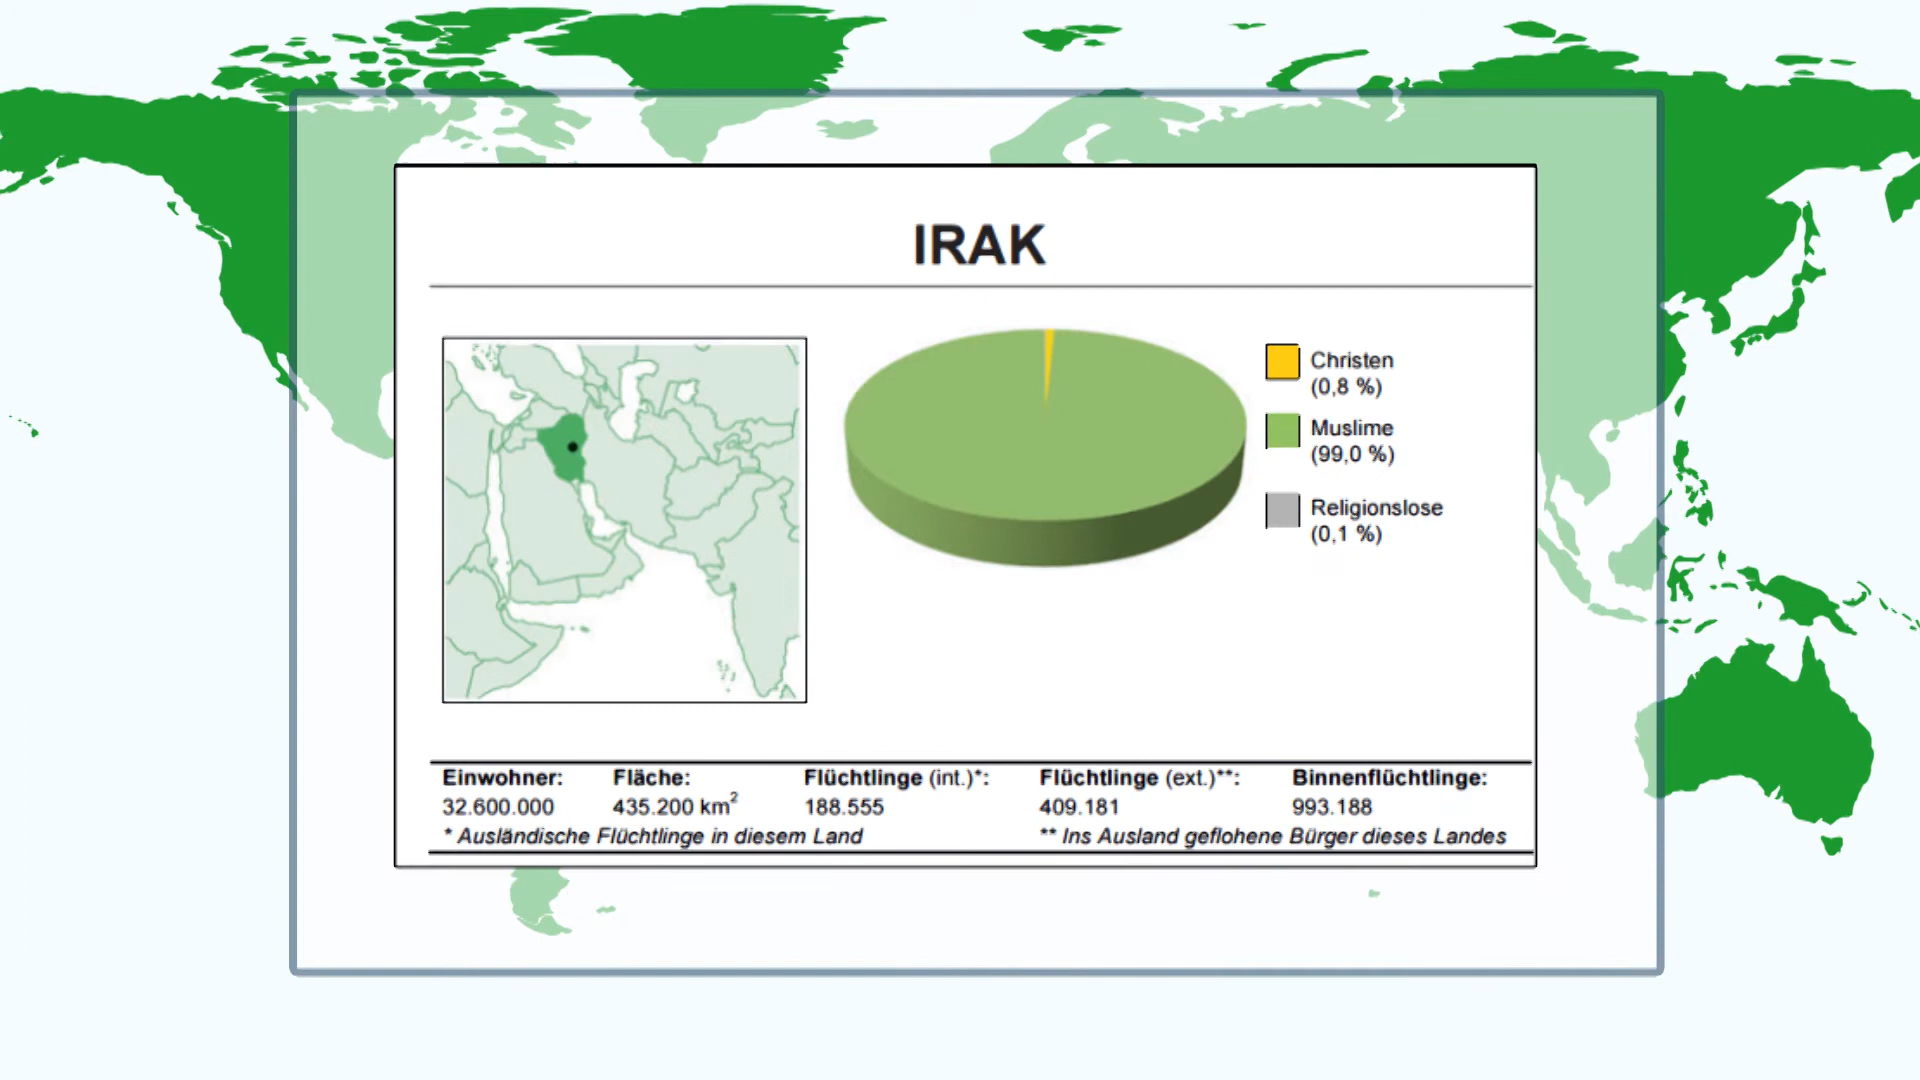 IRAK
Christen
(0,8 %)
Muslime
(99,0 %)
Religionslose
(0,1 %)
Einwohner: Fläche: Flüchtlinge (int.)*: Flüchtlinge (ext.)**: Binnenflüchtlinge:
32.600.000 435.200 km² 188.555 409.181 993.188
* Ausländische Flüchtlinge in diesem Land ** Ins Ausland geflohene Bürger dieses Landes